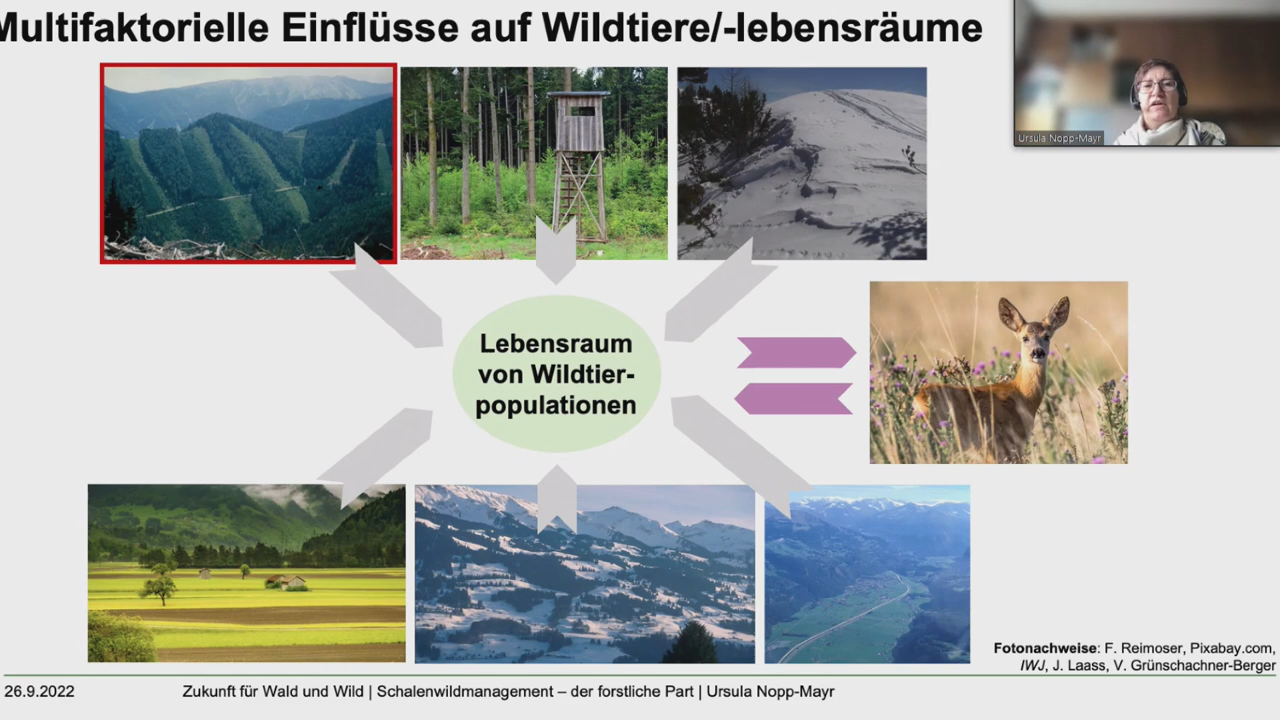 Multifaktorielle Einflüsse auf Wildtiere/-lebensräume
Ursula Nopp-Mayr
Lebensraum
von Wildtier-
populationen
Fotonachweise: F. Reimoser, Pixabay.com,
IWJ, J. Laass, V. Grünschachner-Berger
26.9.2022 Zukunft für Wald und Wild | Schalenwildmanagement – der forstliche Part | Ursula Nopp-Mayr